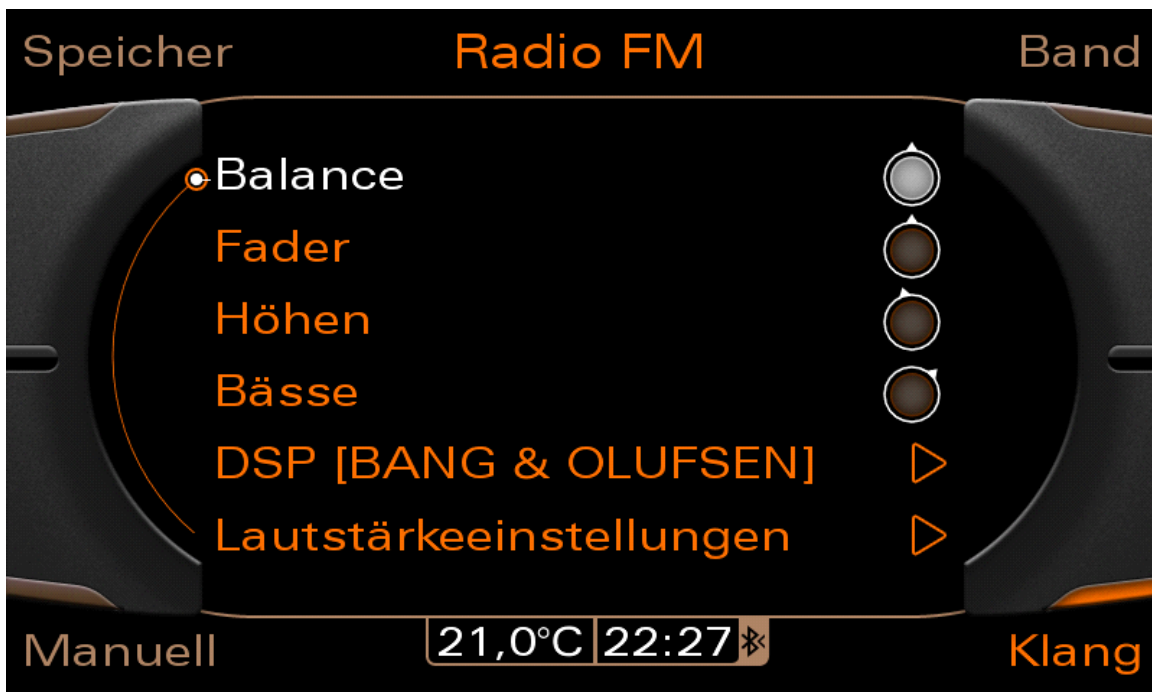 Speicher
Radio FM
Band
Balance
Fader
Höhen
Bässe
DSP [BANG & OLUFSEN]
Lautstärkeeinstellungen
Manuell
21,0°C
22:27
Klang